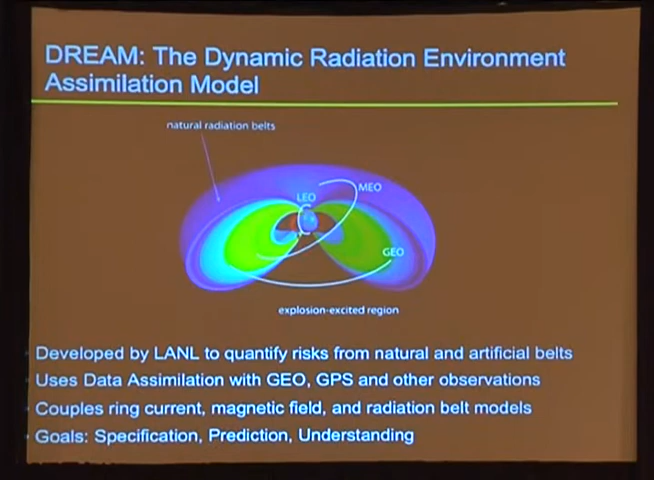 DREAM: The Dynamic Radiation Environment
Assimilation Model
natural radiation belts
LEO
MEO
GEO
explosion-excited region
Developed by LANL to quantify risks from natural and artificial belts
Uses Data Assimilation with GEO, GPS and other observations
Couples ring current, magnetic field, and radiation belt models
Goals: Specification, Prediction, Understanding